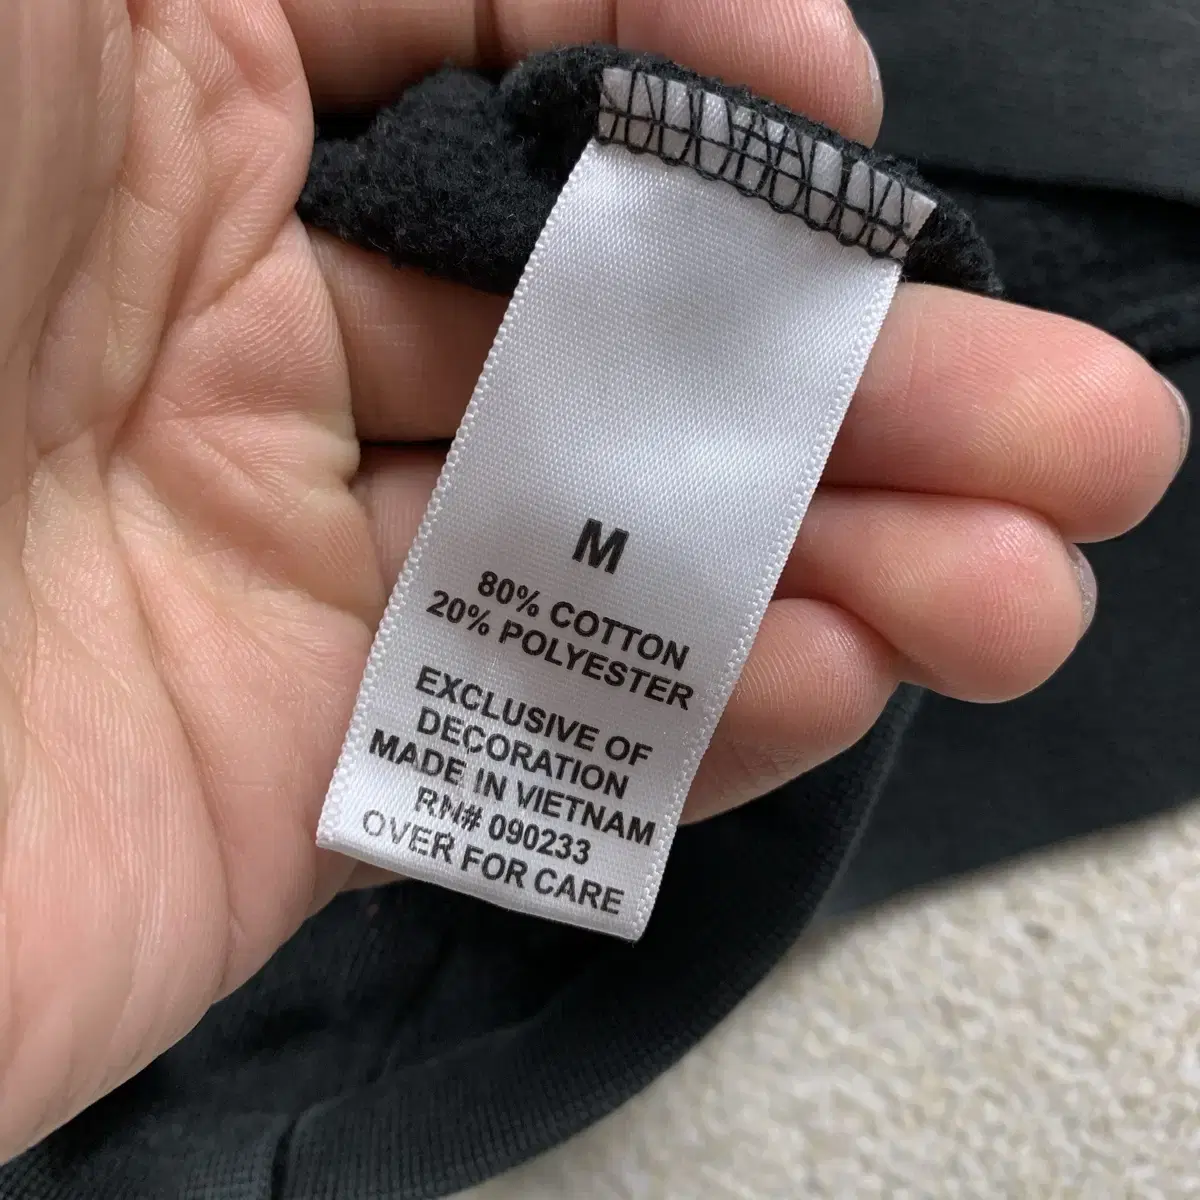 M
80% COTTON
20% POLYESTER
EXCLUSIVE OF
DECORATION
MADE IN VIETNAM
RN# 090233
OVER FOR CARE